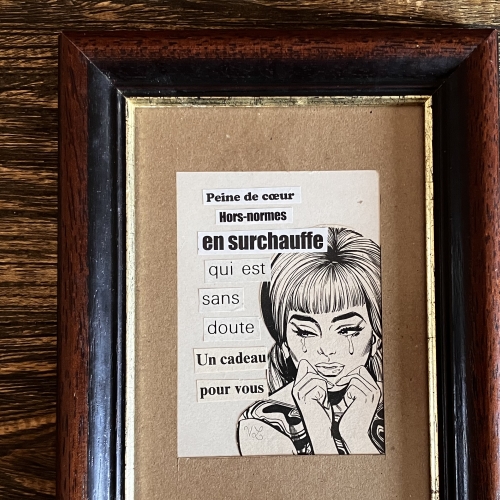 Peine de cœur
Hors-normes
en surchauffe
qui est
sans
doute
Un cadeau
pour vous